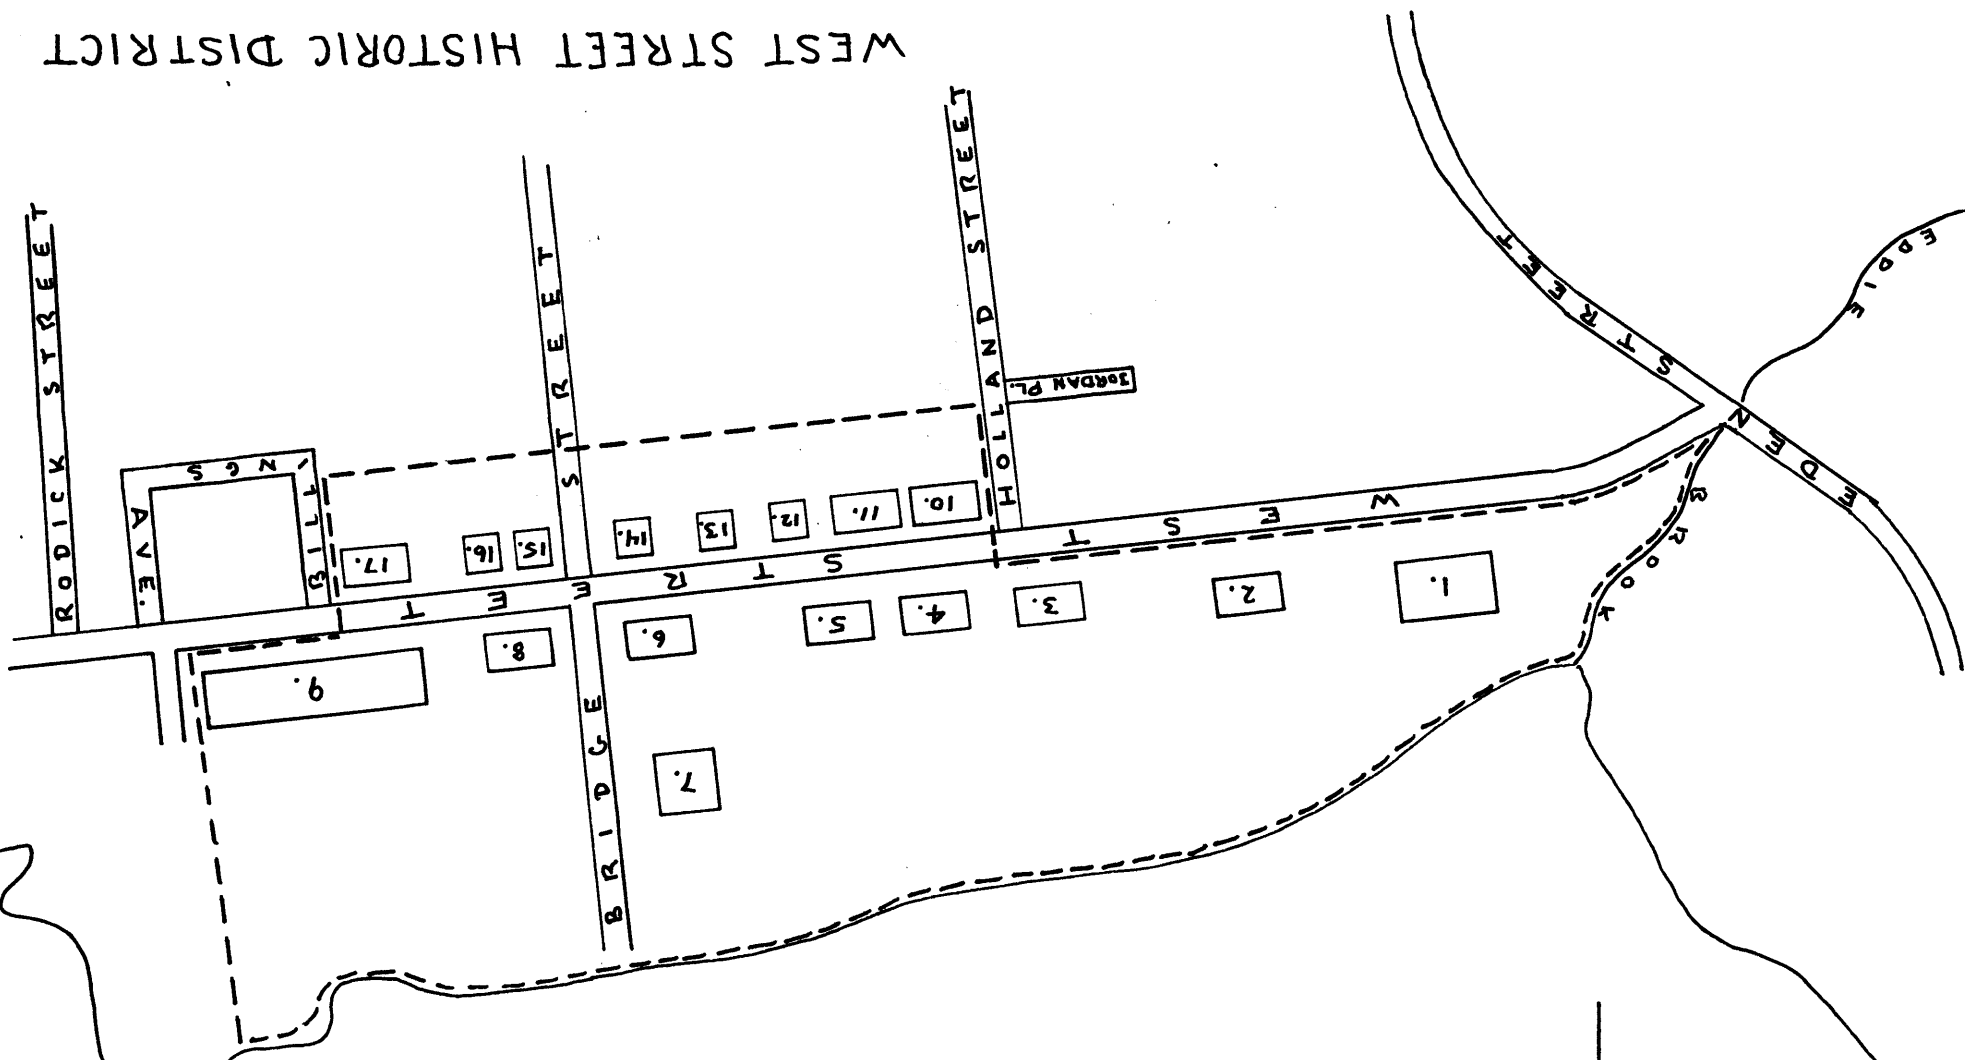 WEST STREET HISTORIC DISTRICT
EDEN STREET
EDDIE BROOK
WEST STREET
HOLLAND STREET
JORDAN PL.
BRIDGE STREET
BILLINGS AVE.
RODICK STREET
1.
2.
3.
4.
5.
6.
7.
8.
9.
10.
11.
12.
13.
14.
15.
16.
17.